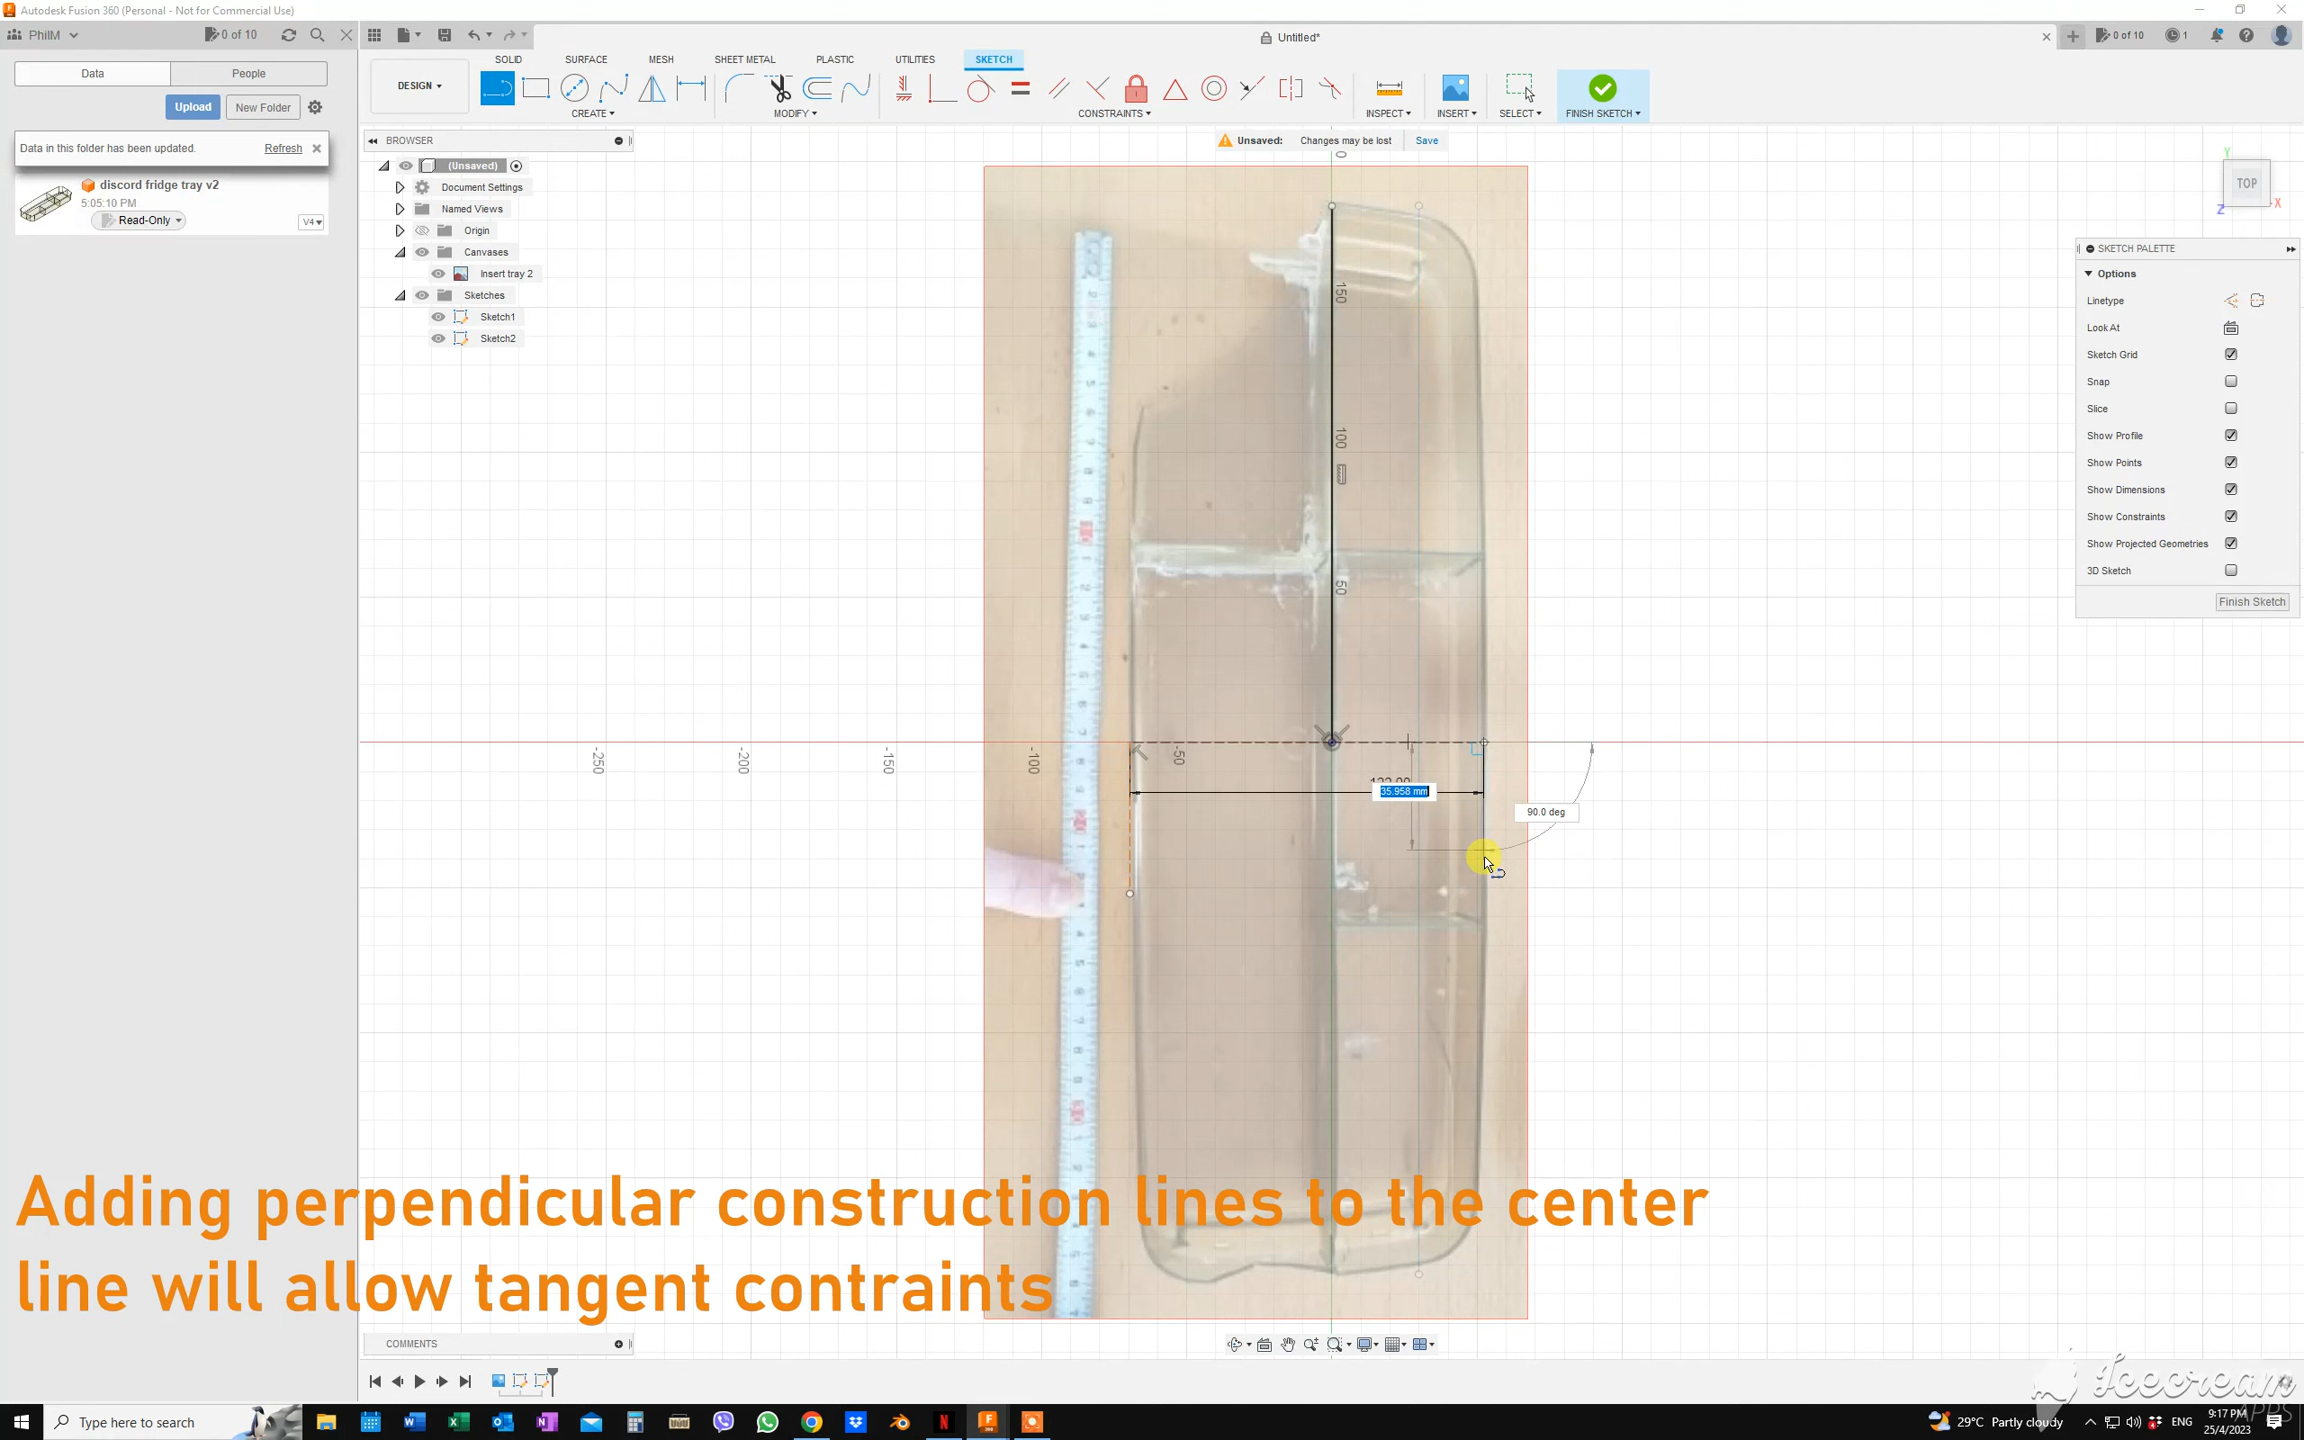 Autodesk Fusion 360 (Personal - Not for Commercial Use)
PhilM
0 of 10
Untitled*
0 of 10
1
Data
People
Upload
New Folder
Data in this folder has been updated.
Refresh
discord fridge tray v2
5:05:10 PM
Read-Only
V4
DESIGN
SOLID
SURFACE
MESH
SHEET METAL
PLASTIC
UTILITIES
SKETCH
CREATE
MODIFY
CONSTRAINTS
INSPECT
INSERT
SELECT
FINISH SKETCH
BROWSER
(Unsaved)
Document Settings
Named Views
Origin
Canvases
Insert tray 2
Sketches
Sketch1
Sketch2
Unsaved: Changes may be lost Save
TOP
Y
X
Z
SKETCH PALETTE
Options
Linetype
Look At
Sketch Grid
Snap
Slice
Show Profile
Show Points
Show Dimensions
Show Constraints
Show Projected Geometries
3D Sketch
Finish Sketch
150
100
50
-250
-200
-150
-100
-50
35.958 mm
90.0 deg
Adding perpendicular construction lines to the center
line will allow tangent contraints
COMMENTS
Icecream
APPS
Type here to search
29°C Partly cloudy
ENG
9:17 PM
25/4/2023